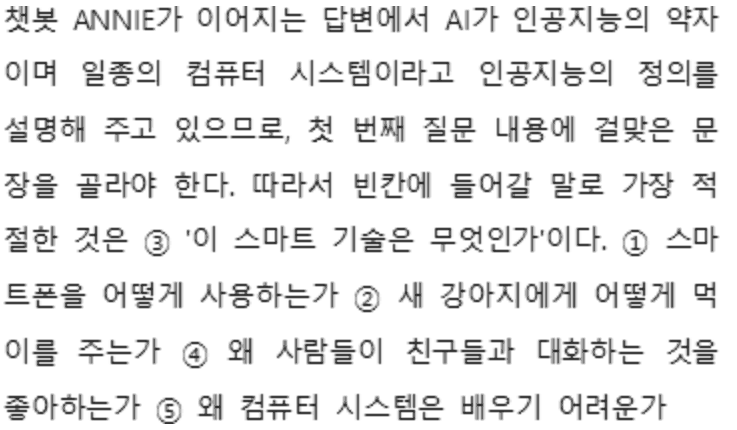 챗봇 ANNIE가 이어지는 답변에서 AI가 인공지능의 약자
이며 일종의 컴퓨터 시스템이라고 인공지능의 정의를
설명해 주고 있으므로, 첫 번째 질문 내용에 걸맞은 문
장을 골라야 한다. 따라서 빈칸에 들어갈 말로 가장 적
절한 것은 ③ '이 스마트 기술은 무엇인가'이다. ① 스마
트폰을 어떻게 사용하는가 ② 새 강아지에게 어떻게 먹
이를 주는가 ④ 왜 사람들이 친구들과 대화하는 것을
좋아하는가 ⑤ 왜 컴퓨터 시스템은 배우기 어려운가